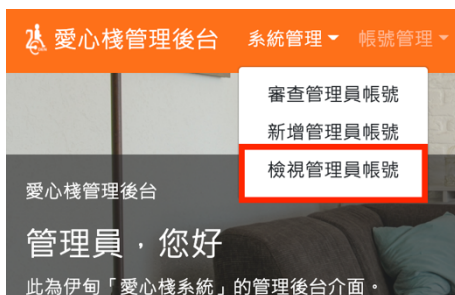 愛心棧管理後台 系統管理 帳號管理
審查管理員帳號
新增管理員帳號
檢視管理員帳號
愛心棧管理後台
管理員，您好
此為伊甸「愛心棧系統」的管理後台介面。